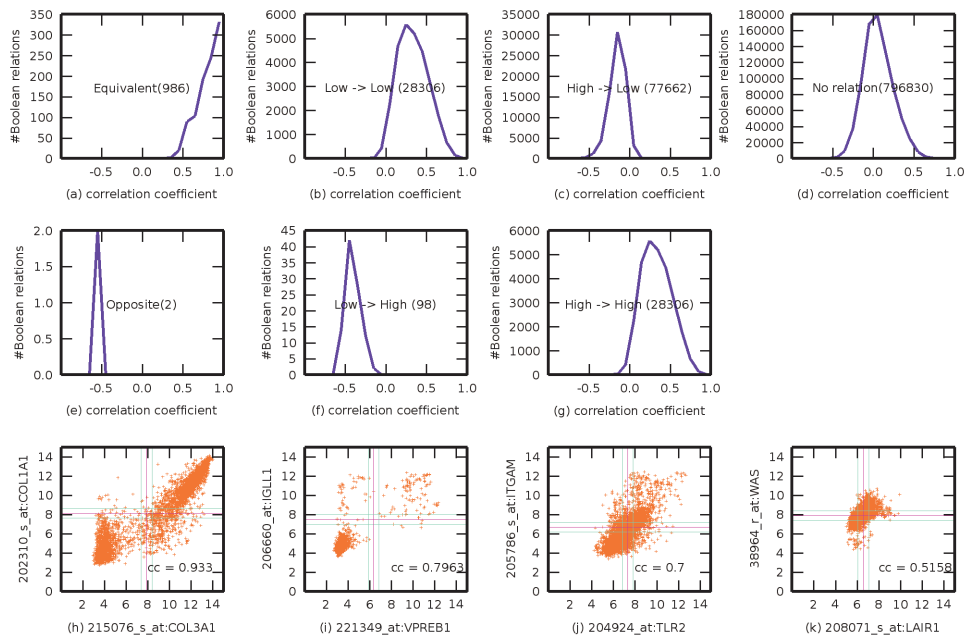 350
300
250
200
150
100
50
0
#Boolean relations
Equivalent(986)
-0.5 0.0 0.5 1.0
(a) correlation coefficient
6000
5000
4000
3000
2000
1000
0
#Boolean relations
Low -> Low (28306)
-0.5 0.0 0.5 1.0
(b) correlation coefficient
35000
30000
25000
20000
15000
10000
5000
0
#Boolean relations
High -> Low (77662)
-0.5 0.0 0.5 1.0
(c) correlation coefficient
180000
160000
140000
120000
100000
80000
60000
40000
20000
0
#Boolean relations
No relation(796830)
-0.5 0.0 0.5 1.0
(d) correlation coefficient
2.0
1.5
1.0
0.5
0.0
#Boolean relations
Opposite(2)
-0.5 0.0 0.5 1.0
(e) correlation coefficient
45
40
35
30
25
20
15
10
5
0
#Boolean relations
Low -> High (98)
-0.5 0.0 0.5 1.0
(f) correlation coefficient
6000
5000
4000
3000
2000
1000
0
#Boolean relations
High -> High (28306)
-0.5 0.0 0.5 1.0
(g) correlation coefficient
14
12
10
8
6
4
2
0
202310_s_at:COL1A1
cc = 0.933
2 4 6 8 10 12 14
(h) 215076_s_at:COL3A1
14
12
10
8
6
4
2
0
206660_at:IGLL1
cc = 0.7963
2 4 6 8 10 12 14
(i) 221349_at:VPREB1
14
12
10
8
6
4
2
0
205786_s_at:ITGAM
cc = 0.7
2 4 6 8 10 12 14
(j) 204924_at:TLR2
14
12
10
8
6
4
2
0
38964_r_at:WAS
cc = 0.5158
2 4 6 8 10 12 14
(k) 208071_s_at:LAIR1